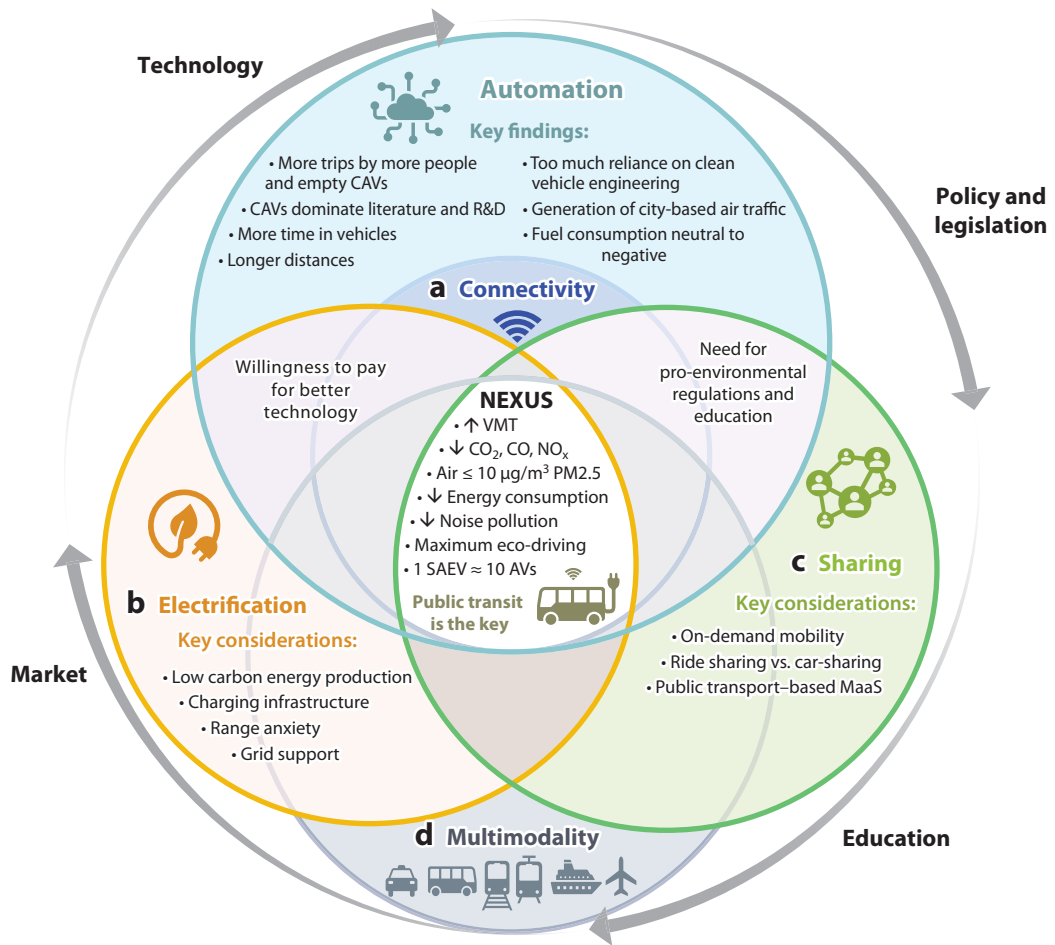 Technology
Automation
Key findings:
• More trips by more people
and empty CAVs
• CAVs dominate literature and R&D
• More time in vehicles
• Longer distances
• Too much reliance on clean
vehicle engineering
• Generation of city-based air traffic
• Fuel consumption neutral to
negative
Policy and
legislation
a Connectivity
Willingness to pay
for better
technology
Need for
pro-environmental
regulations and
education
NEXUS
• ↑ VMT
• ↓ CO₂, CO, NOₓ
• Air ≤ 10 μg/m³ PM2.5
• ↓ Energy consumption
• ↓ Noise pollution
• Maximum eco-driving
• 1 SAEV ≈ 10 AVs
Public transit
is the key
b Electrification
Key considerations:
• Low carbon energy production
• Charging infrastructure
• Range anxiety
• Grid support
c Sharing
Key considerations:
• On-demand mobility
• Ride sharing vs. car-sharing
• Public transport–based MaaS
Market
d Multimodality
Education